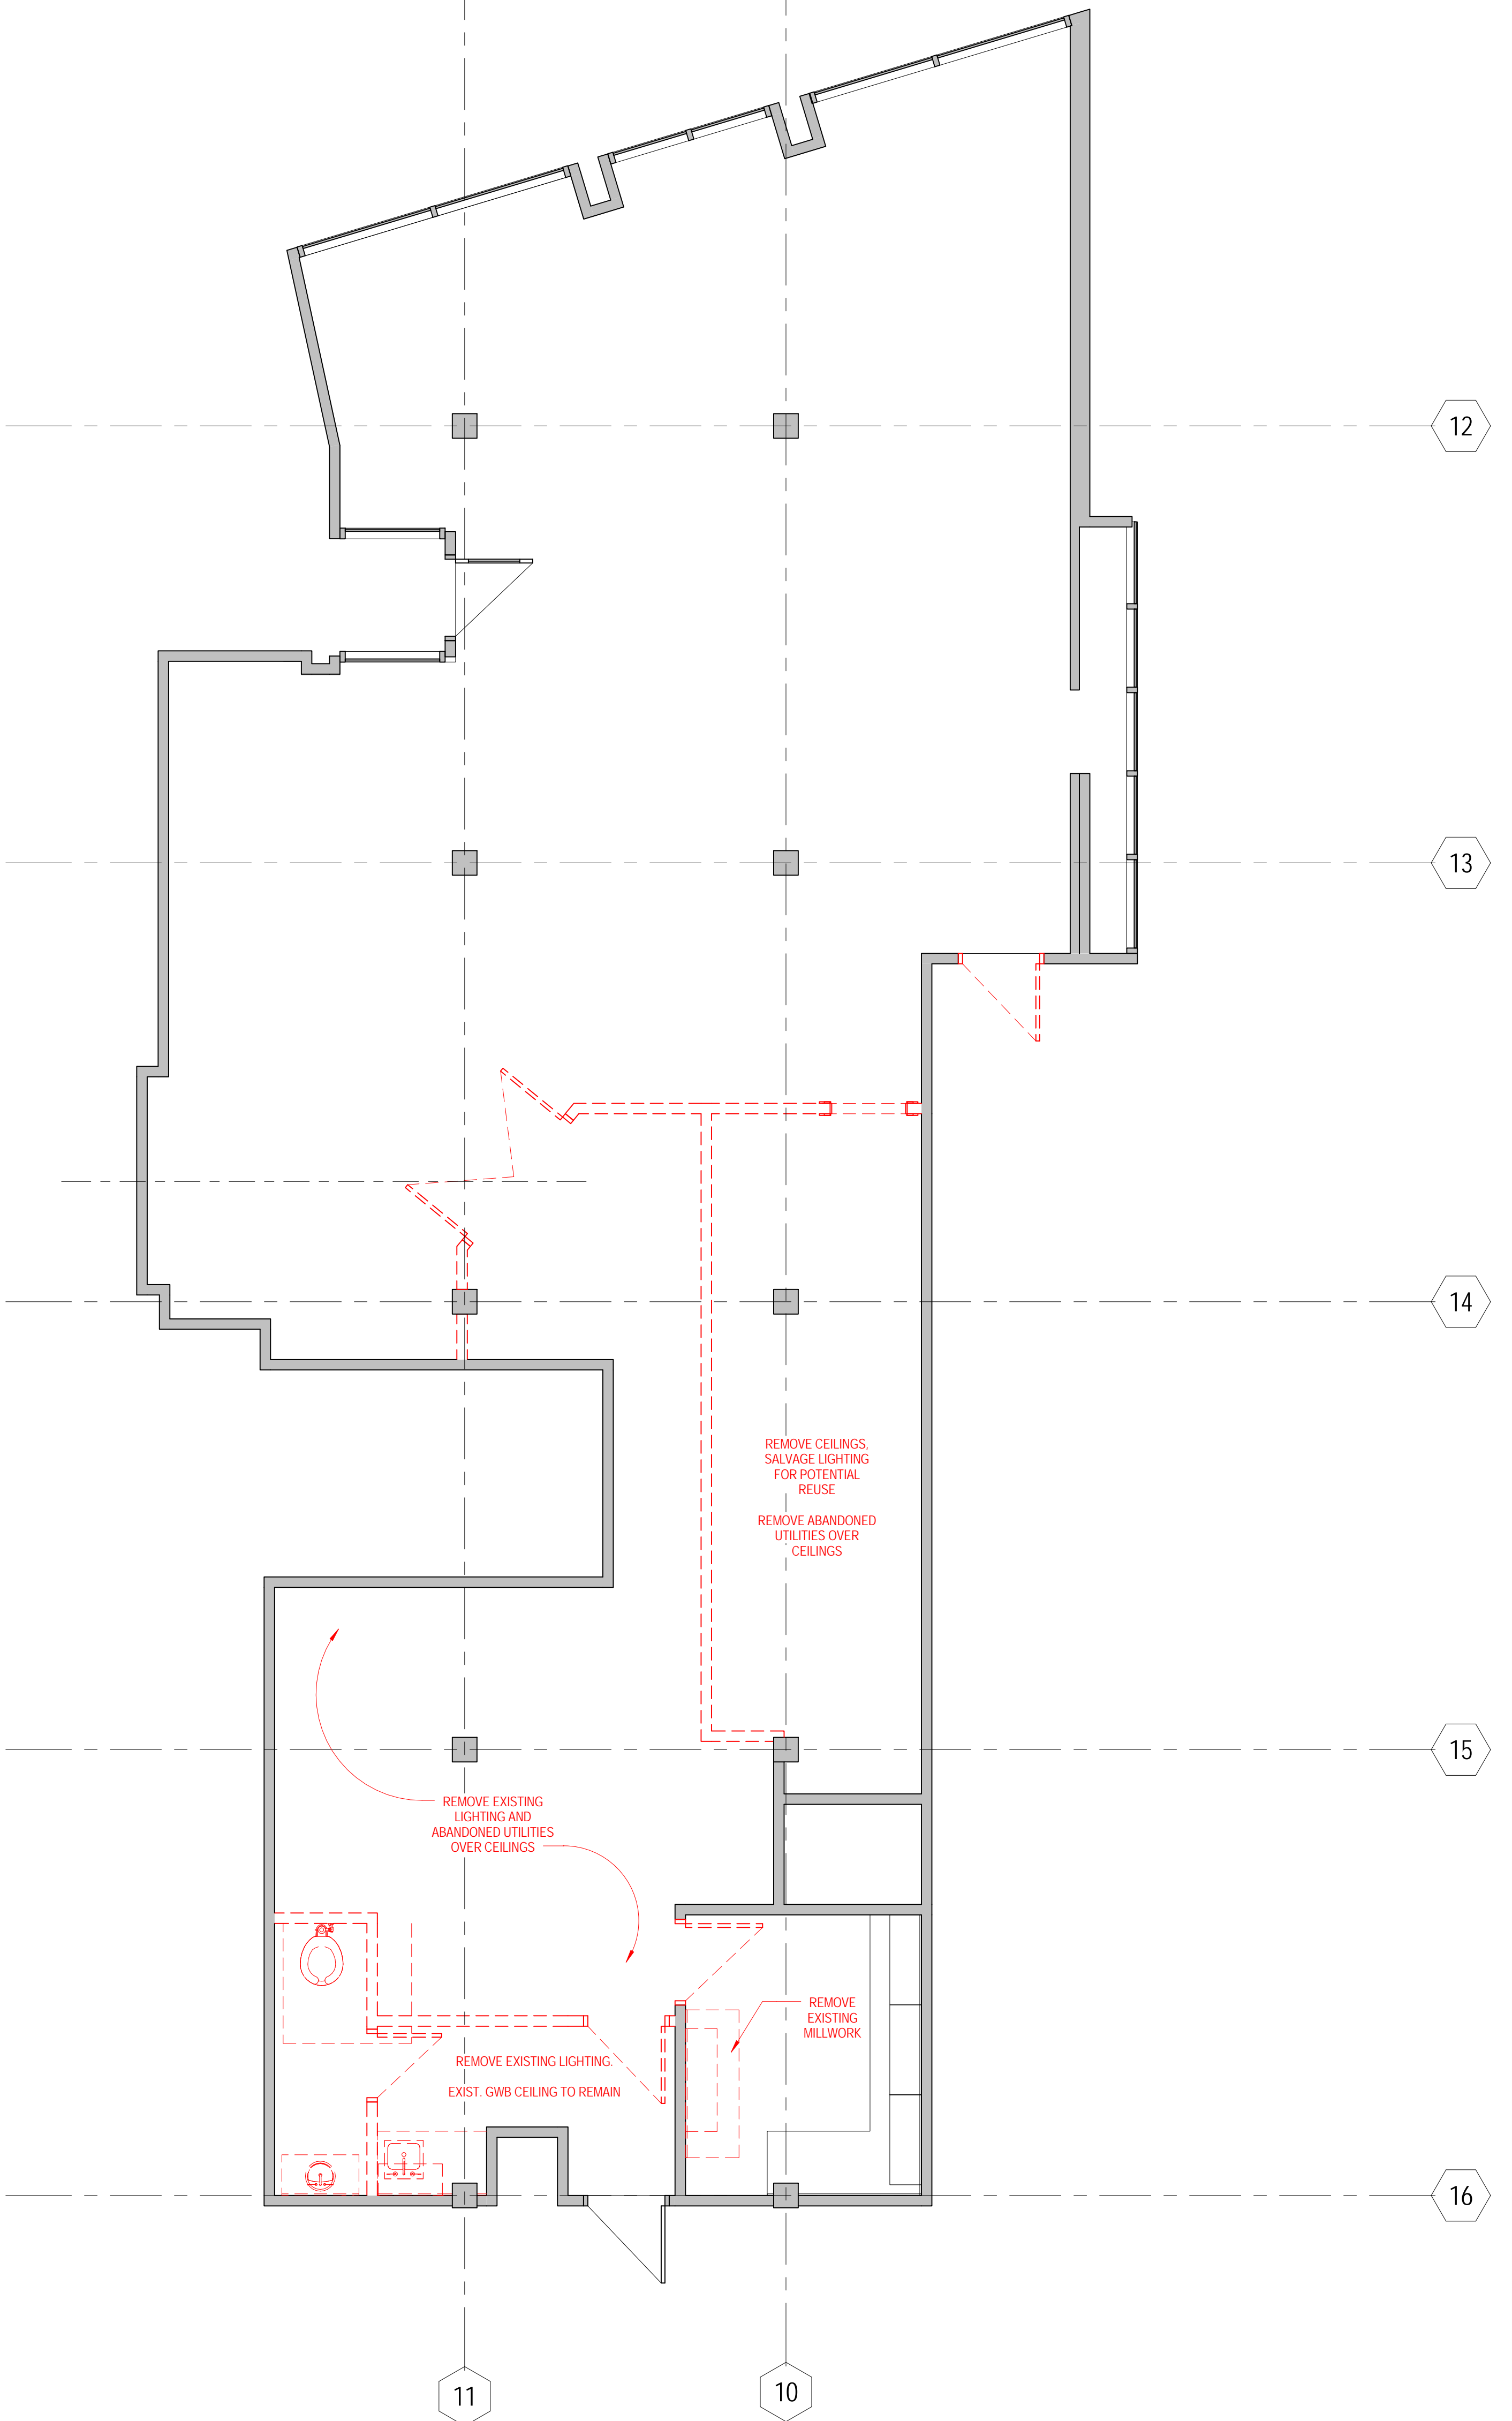 12
13
14
REMOVE CEILINGS,
SALVAGE LIGHTING
FOR POTENTIAL
REUSE
REMOVE ABANDONED
UTILITIES OVER
CEILINGS
15
REMOVE EXISTING
LIGHTING AND
ABANDONED UTILITIES
OVER CEILINGS
REMOVE
EXISTING
MILLWORK
REMOVE EXISTING LIGHTING.
EXIST. GWB CEILING TO REMAIN
16
11
10